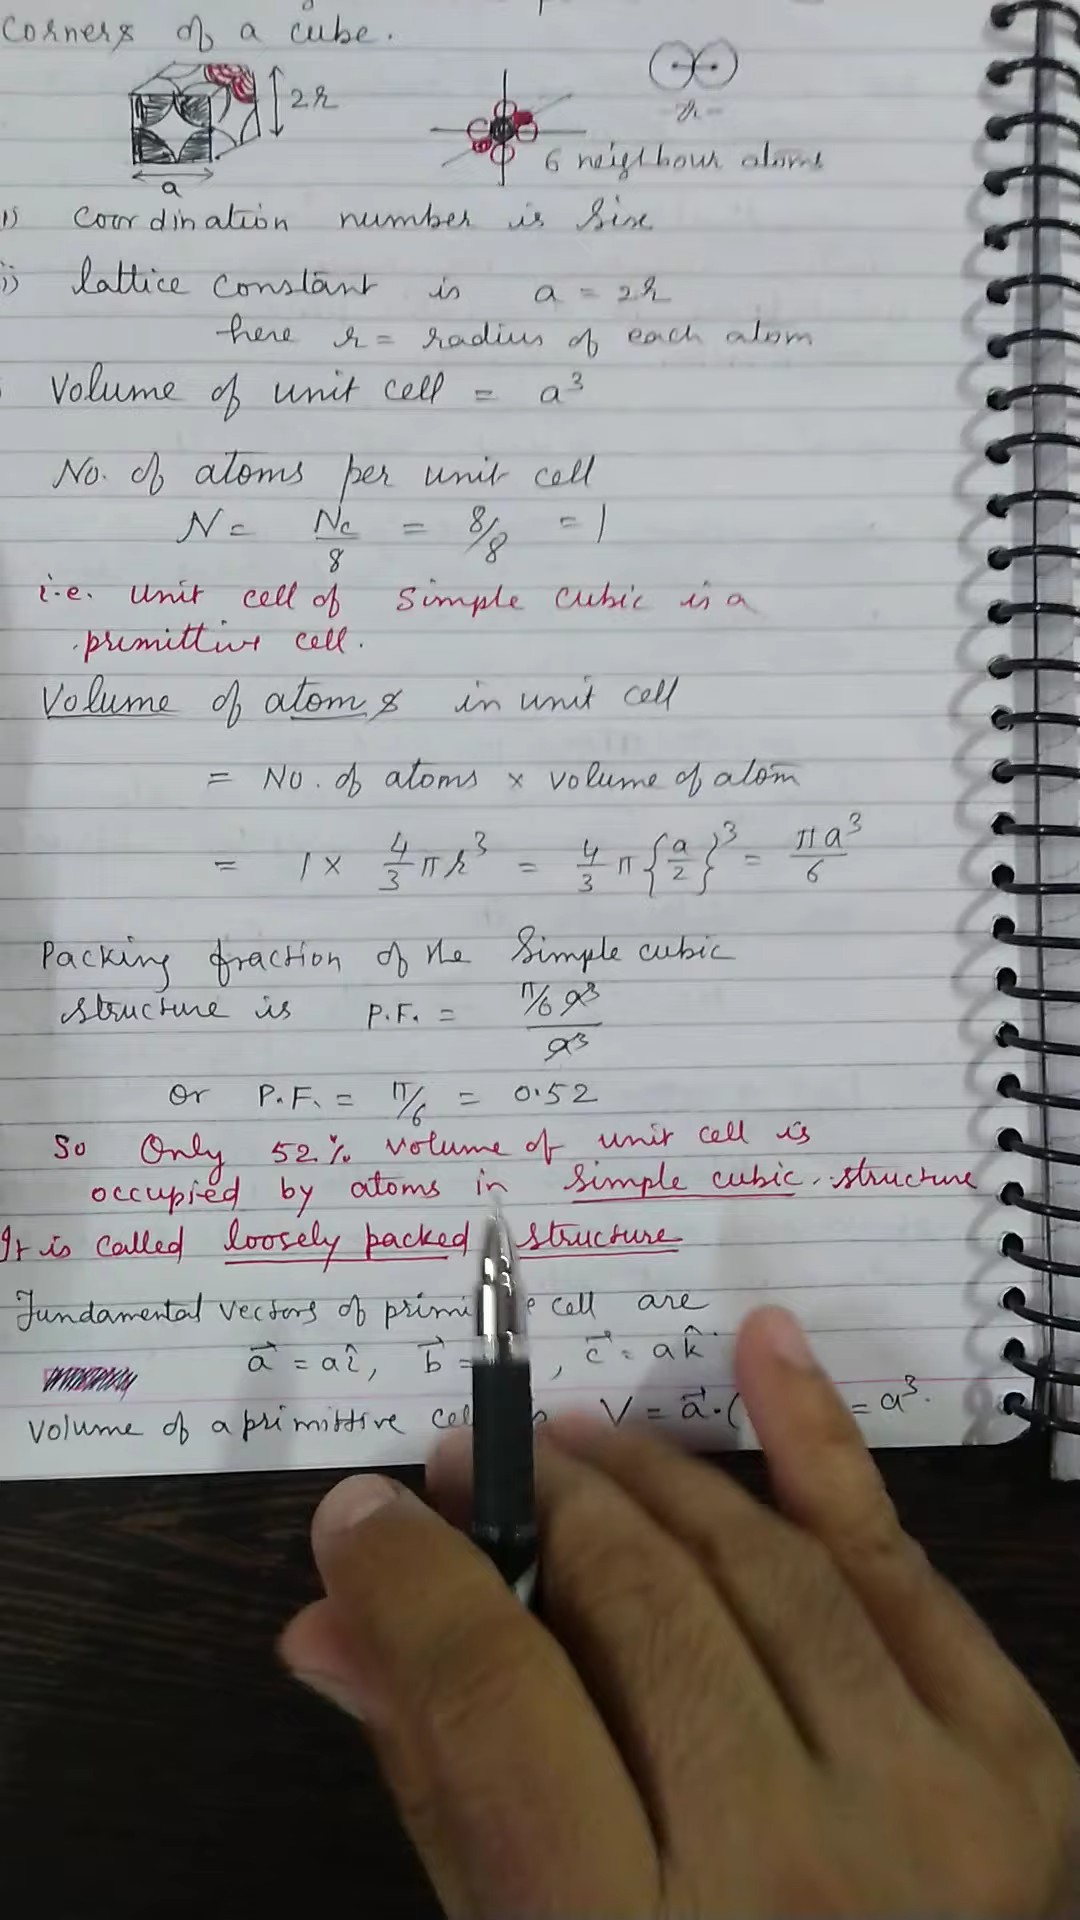 corners of a cube.
2r
a
6 neighbour atoms
i) Coordination number is Six
ii) lattice constant is a = 2r
here r = radius of each atom
Volume of unit cell = a³
No. of atoms per unit cell
N = Nc/8 = 8/8 = 1
i.e. unit cell of simple cubic is a
primittive cell.
Volume of atoms in unit cell
= No. of atoms × volume of atom
= 1 × 4/3 π r³ = 4/3 π {a/2}³ = πa³/6
Packing fraction of the Simple cubic
structure is P.F. = π/6 a³ / a³
Or P.F. = π/6 = 0.52
So Only 52% volume of unit cell is
occupied by atoms in simple cubic structure
It is called loosely packed structure
Fundamental vectors of cell are
a⃗ = aî, b⃗ = , c⃗ = ak̂
Volume of a primittive V = a⃗·( = a³.